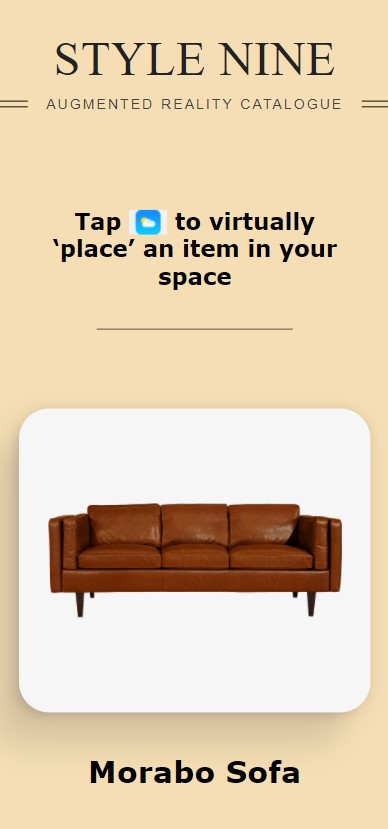 STYLE NINE
AUGMENTED REALITY CATALOGUE
Tap to virtually
‘place’ an item in your
space
Morabo Sofa